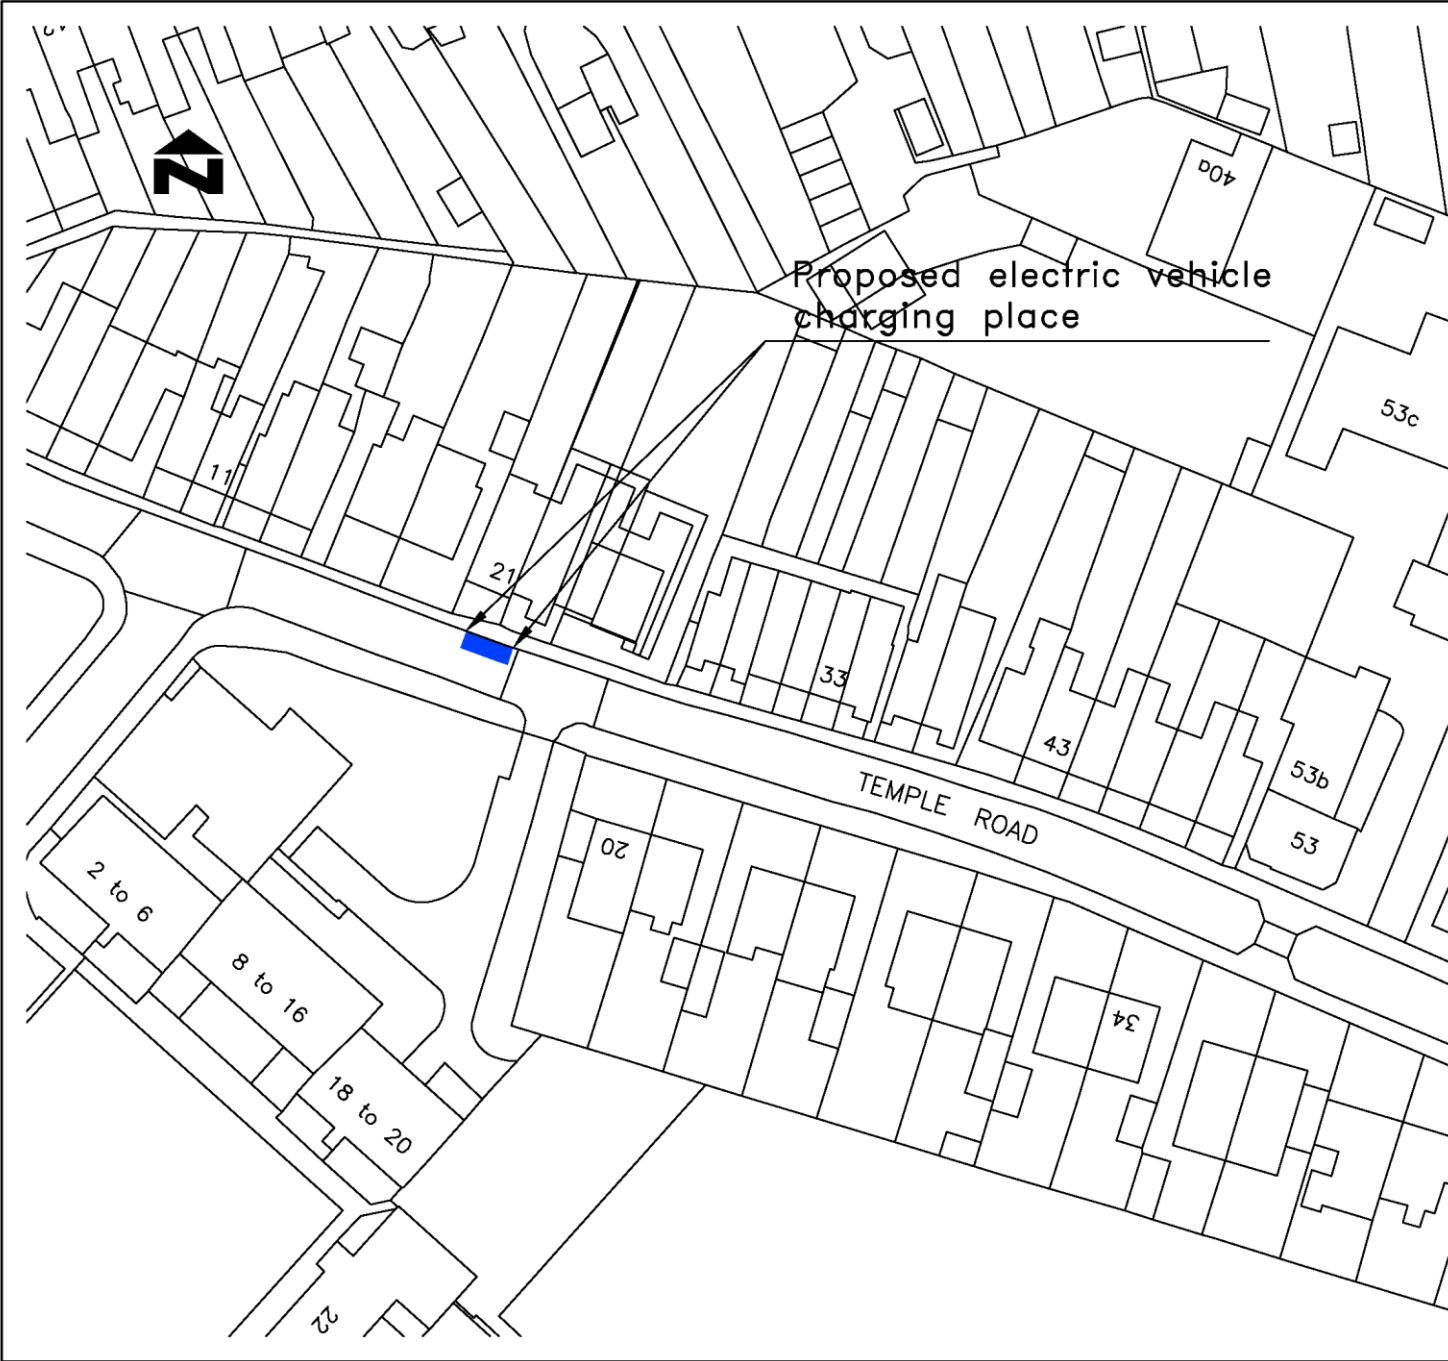 N
40a
Proposed electric vehicle
charging place
53c
11
21
33
43
53b
53
TEMPLE ROAD
20
2 to 6
8 to 16
34
18 to 20
22